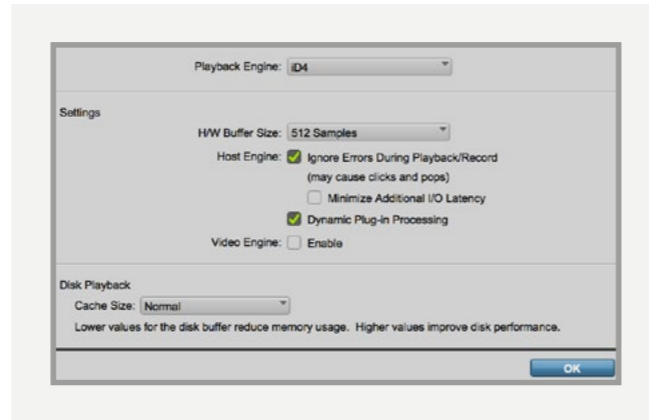 Playback Engine: iD4
Settings
H/W Buffer Size: 512 Samples
Host Engine: Ignore Errors During Playback/Record
(may cause clicks and pops)
Minimize Additional I/O Latency
Dynamic Plug-in Processing
Video Engine: Enable
Disk Playback
Cache Size: Normal
Lower values for the disk buffer reduce memory usage. Higher values improve disk performance.
OK